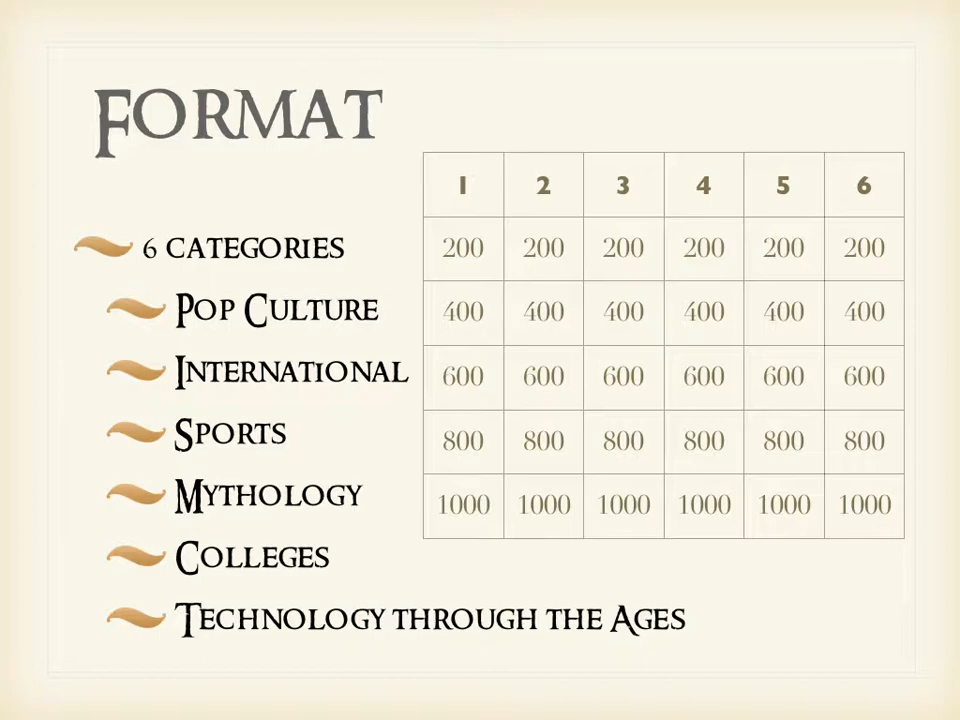 Format
6 categories
Pop Culture
International
Sports
Mythology
Colleges
Technology through the Ages
1 2 3 4 5 6
200 200 200 200 200 200
400 400 400 400 400 400
600 600 600 600 600 600
800 800 800 800 800 800
1000 1000 1000 1000 1000 1000